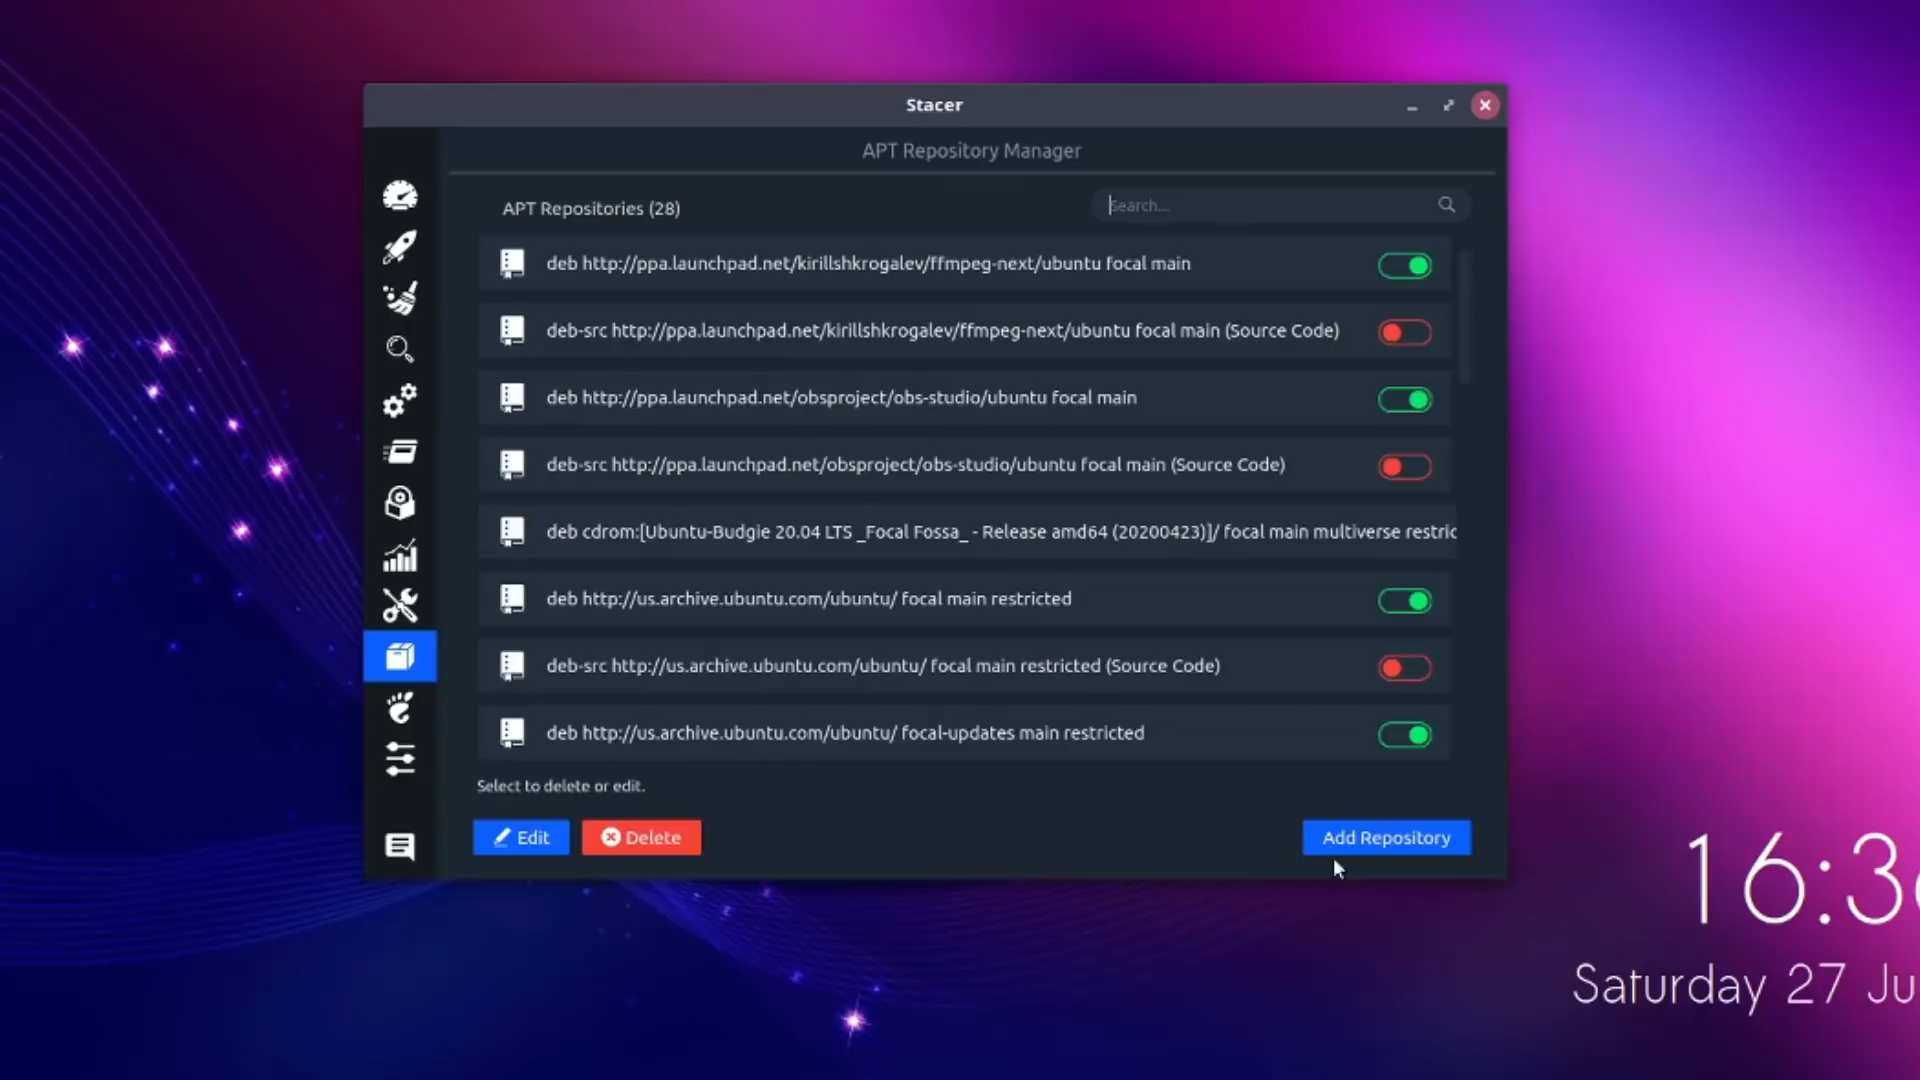 Stacer
APT Repository Manager
APT Repositories (28)
Search...
deb http://ppa.launchpad.net/kirillshkrogalev/ffmpeg-next/ubuntu focal main
deb-src http://ppa.launchpad.net/kirillshkrogalev/ffmpeg-next/ubuntu focal main (Source Code)
deb http://ppa.launchpad.net/obsproject/obs-studio/ubuntu focal main
deb-src http://ppa.launchpad.net/obsproject/obs-studio/ubuntu focal main (Source Code)
deb cdrom:[Ubuntu-Budgie 20.04 LTS _Focal Fossa_ - Release amd64 (20200423)]/ focal main multiverse restric
deb http://us.archive.ubuntu.com/ubuntu/ focal main restricted
deb-src http://us.archive.ubuntu.com/ubuntu/ focal main restricted (Source Code)
deb http://us.archive.ubuntu.com/ubuntu/ focal-updates main restricted
Select to delete or edit.
Edit
Delete
Add Repository
16:3
Saturday 27 Ju